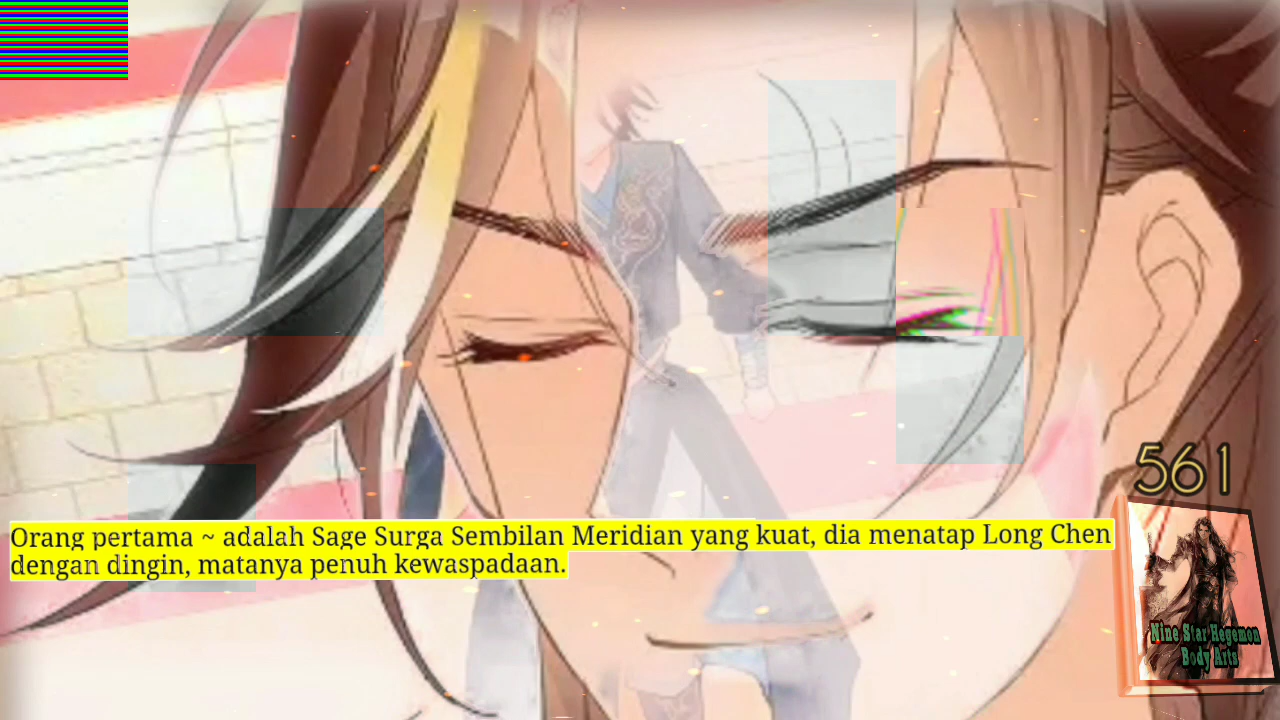 561
Orang pertama ~ adalah Sage Surga Sembilan Meridian yang kuat, dia menatap Long Chen
dengan dingin, matanya penuh kewaspadaan.
Nine Star Hegemon
Body Arts